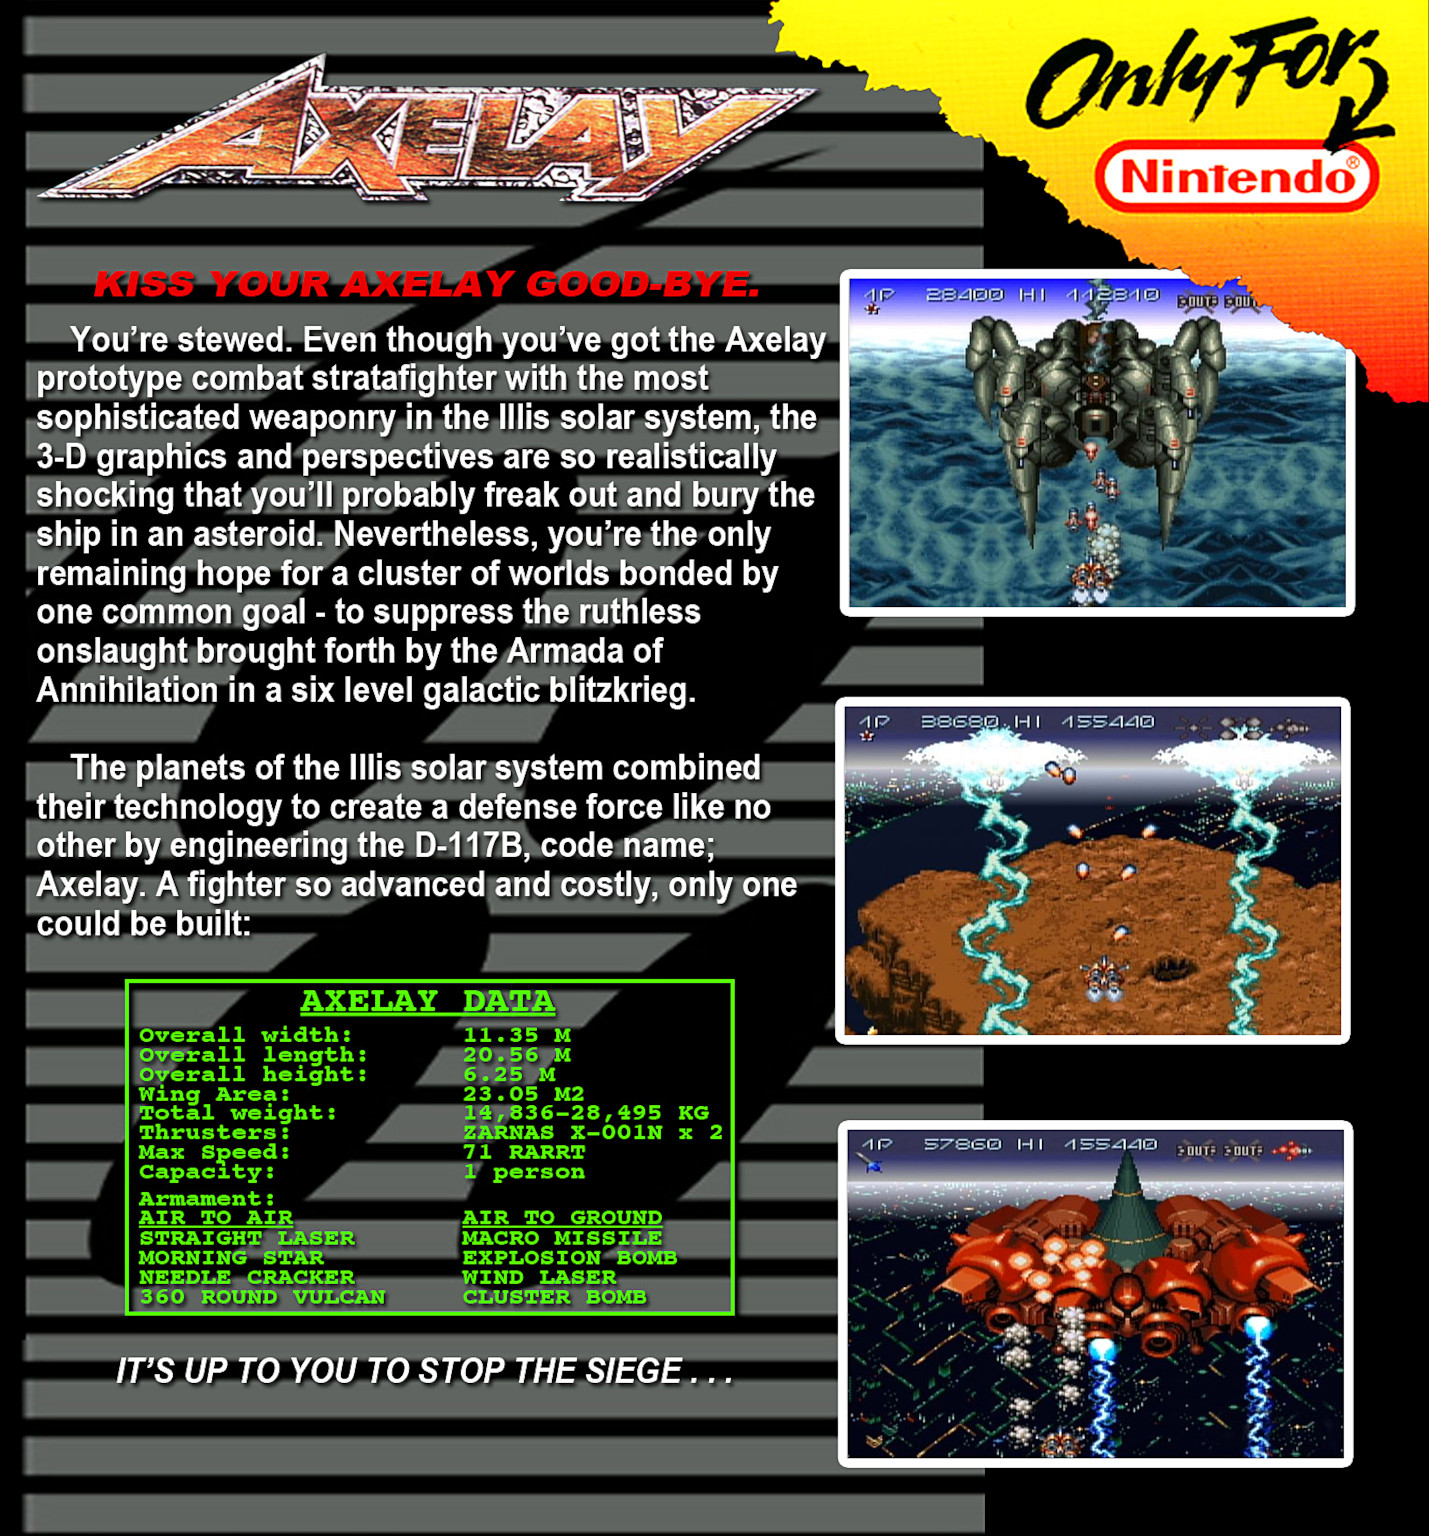 AXELAY
Only For
Nintendo®
KISS YOUR AXELAY GOOD-BYE.
You’re stewed. Even though you’ve got the Axelay
prototype combat stratafighter with the most
sophisticated weaponry in the Illis solar system, the
3-D graphics and perspectives are so realistically
shocking that you’ll probably freak out and bury the
ship in an asteroid. Nevertheless, you’re the only
remaining hope for a cluster of worlds bonded by
one common goal - to suppress the ruthless
onslaught brought forth by the Armada of
Annihilation in a six level galactic blitzkrieg.
The planets of the Illis solar system combined
their technology to create a defense force like no
other by engineering the D-117B, code name;
Axelay. A fighter so advanced and costly, only one
could be built:
AXELAY DATA
Overall width: 11.35 M
Overall length: 20.56 M
Overall height: 6.25 M
Wing Area: 23.05 M2
Total weight: 14,836-28,495 KG
Thrusters: ZARNAS X-001N x 2
Max Speed: 71 RARRT
Capacity: 1 person
Armament:
AIR TO AIR AIR TO GROUND
STRAIGHT LASER MACRO MISSILE
MORNING STAR EXPLOSION BOMB
NEEDLE CRACKER WIND LASER
360 ROUND VULCAN CLUSTER BOMB
IT’S UP TO YOU TO STOP THE SIEGE . . .
1P 28400 HI 112810 OUT OUT
1P 38680 HI 155440
1P 57860 HI 155440 OUT OUT